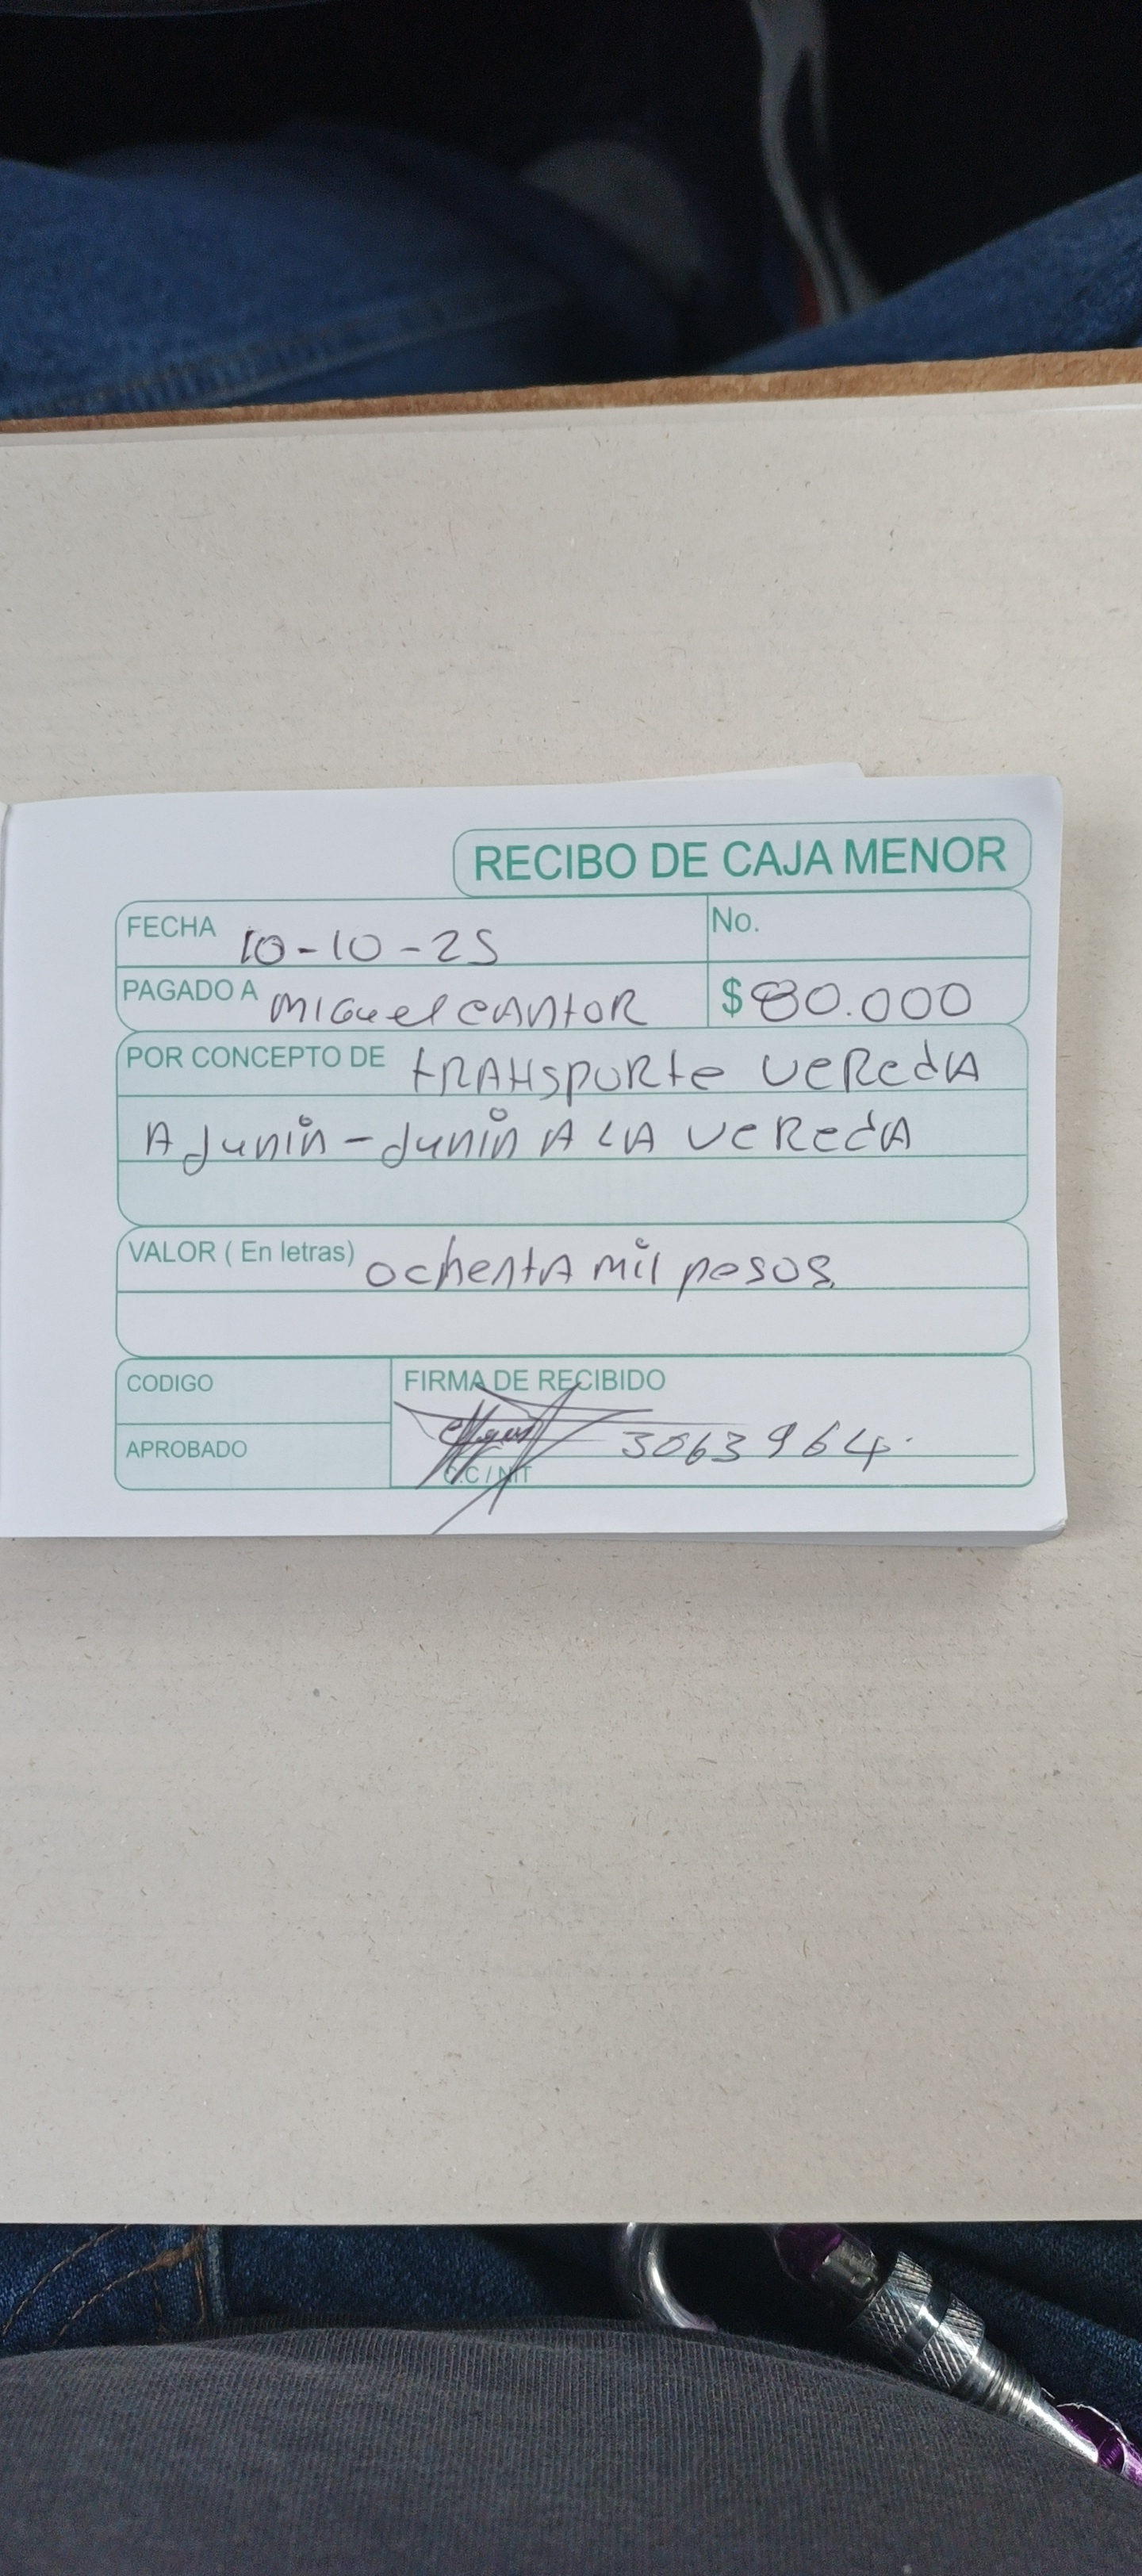 RECIBO DE CAJA MENOR
FECHA 10-10-25 No.
PAGADO A MIGuel CANtOR $80.000
POR CONCEPTO DE tRANspORte VeRedA
A Junin - Junin A LA VeRedA
VALOR ( En letras) OchentA mil pesos
CODIGO FIRMA DE RECIBIDO
3063964
APROBADO C.C / NIT